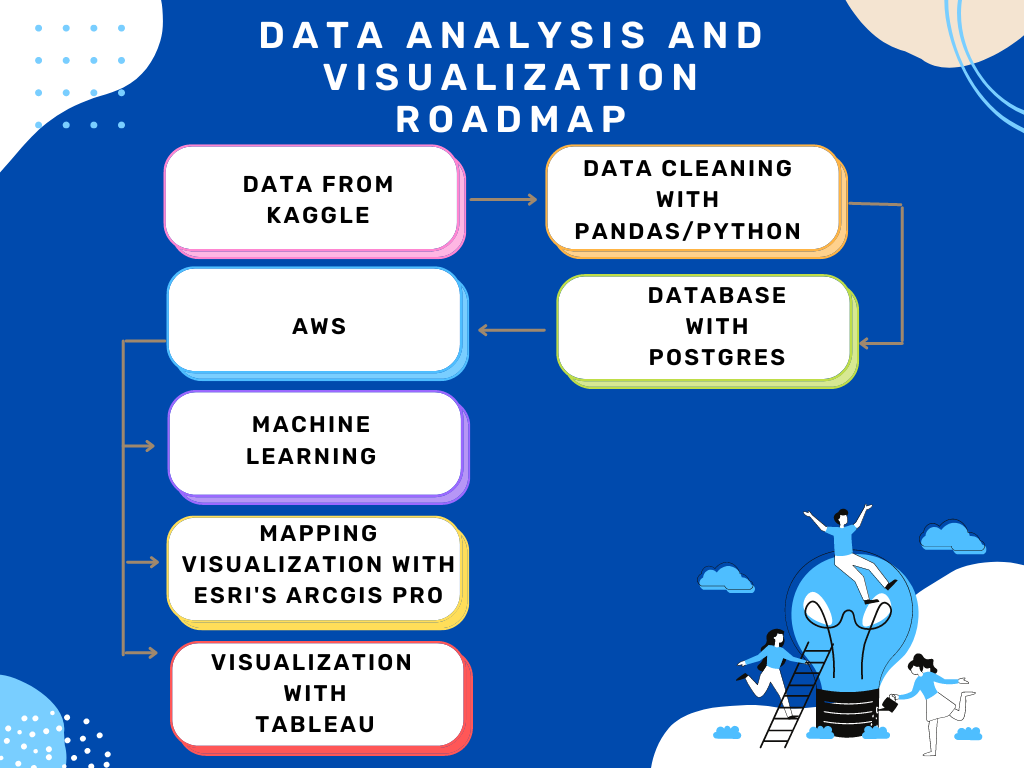 DATA ANALYSIS AND
VISUALIZATION
ROADMAP
DATA FROM
KAGGLE
DATA CLEANING
WITH
PANDAS/PYTHON
DATABASE
WITH
POSTGRES
AWS
MACHINE
LEARNING
MAPPING
VISUALIZATION WITH
ESRI'S ARCGIS PRO
VISUALIZATION
WITH
TABLEAU